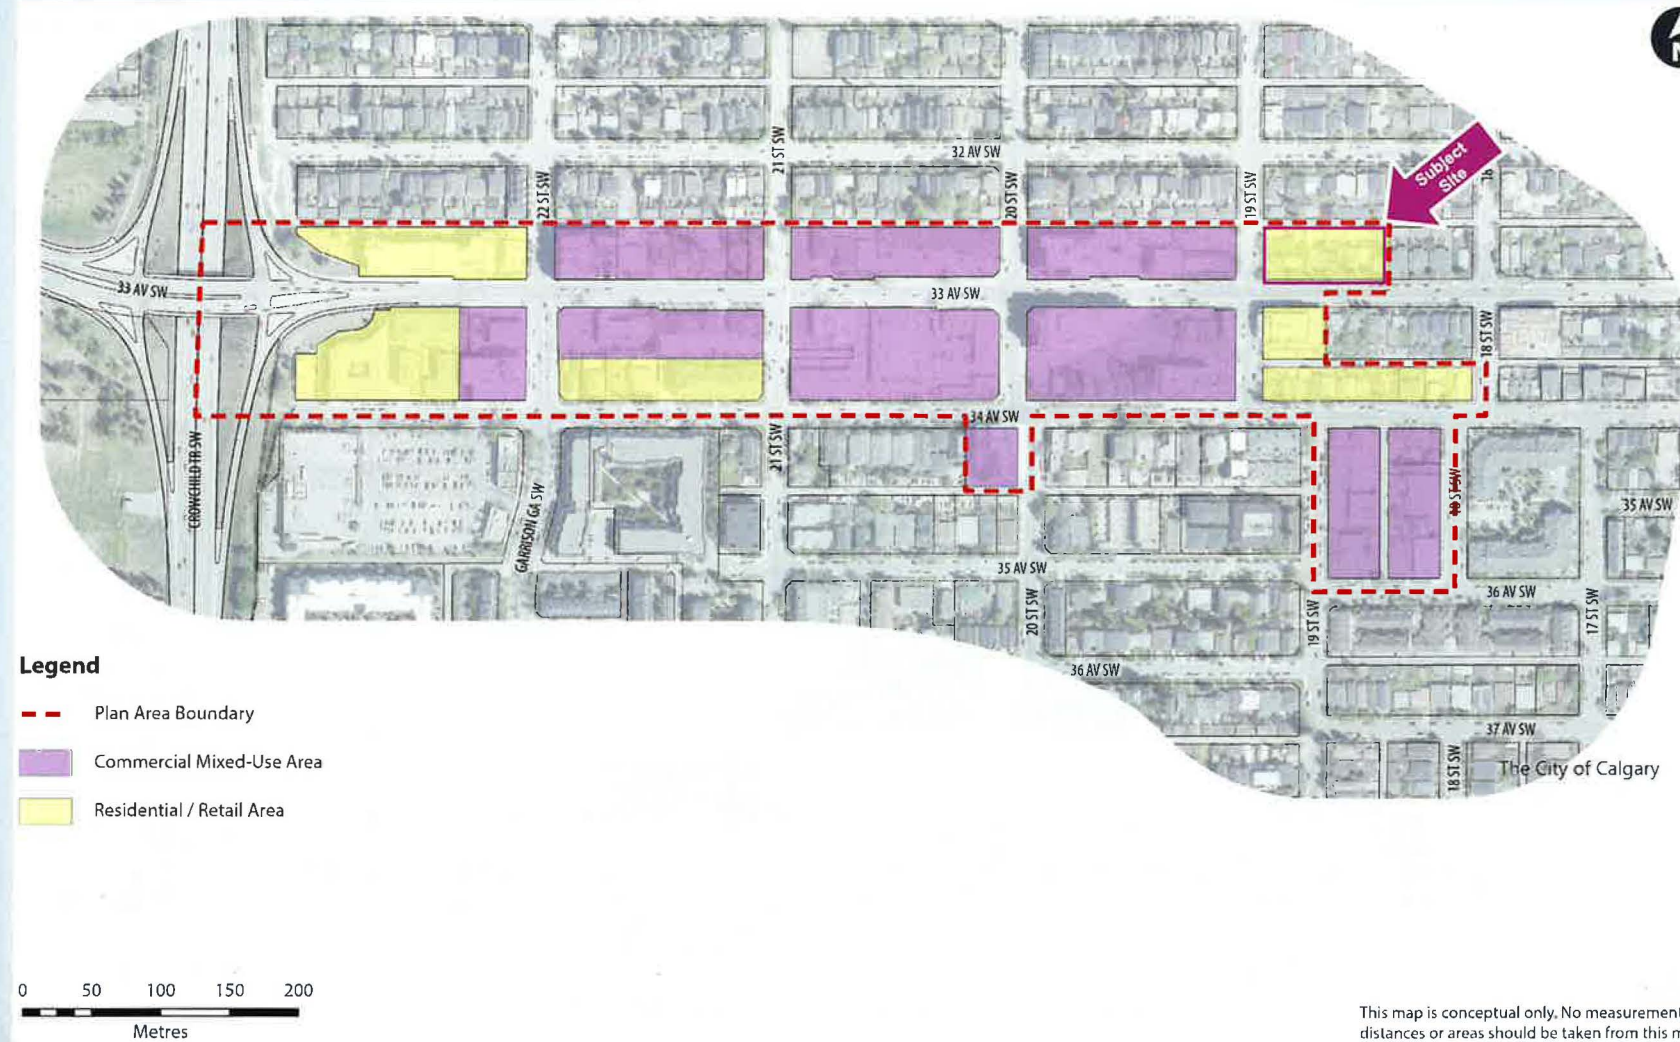 N
32 AV SW
21 ST SW
22 ST SW
20 ST SW
19 ST SW
Subject
Site
18
33 AV SW
33 AV SW
18 ST SW
34 AV SW
21 ST SW
CROWCHILD TR SW
GARRISON GA SW
35 AV SW
35 AV SW
36 AV SW
20 ST SW
19 ST SW
17 ST SW
36 AV SW
37 AV SW
18 ST SW
The City of Calgary
Legend
Plan Area Boundary
Commercial Mixed-Use Area
Residential / Retail Area
0 50 100 150 200
Metres
This map is conceptual only. No measurement
distances or areas should be taken from this m